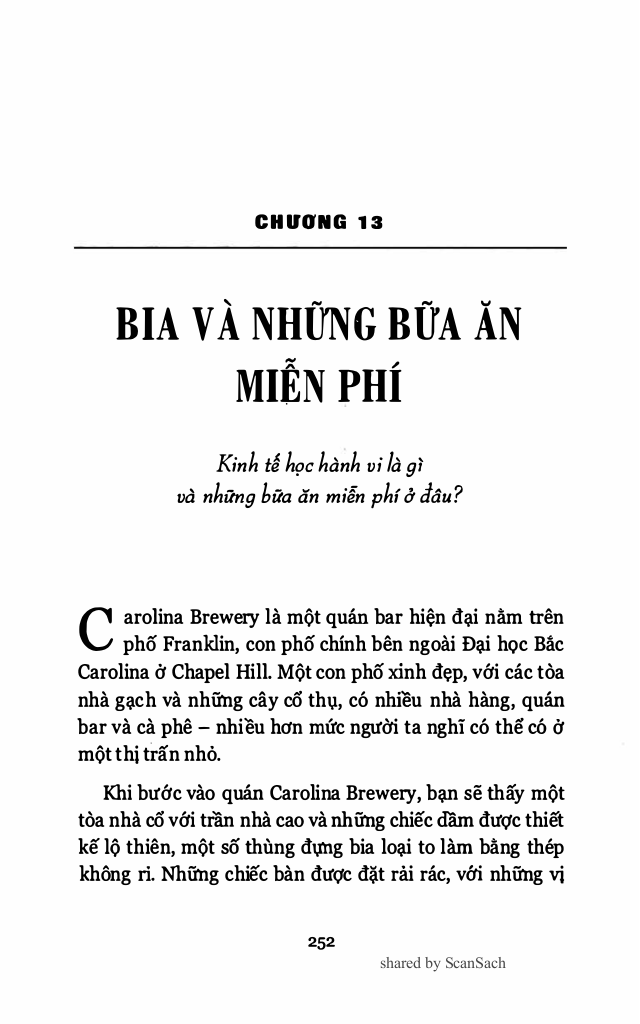 CHƯƠNG 13
BIA VÀ NHỮNG BỮA ĂN
MIỄN PHÍ
Kinh tế học hành vi là gì
và những bữa ăn miễn phí ở đâu?
Carolina Brewery là một quán bar hiện đại nằm trên
phố Franklin, con phố chính bên ngoài Đại học Bắc
Carolina ở Chapel Hill. Một con phố xinh đẹp, với các tòa
nhà gạch và những cây cổ thụ, có nhiều nhà hàng, quán
bar và cà phê – nhiều hơn mức người ta nghĩ có thể có ở
một thị trấn nhỏ.
Khi bước vào quán Carolina Brewery, bạn sẽ thấy một
tòa nhà cổ với trần nhà cao và những chiếc dầm được thiết
kế lộ thiên, một số thùng đựng bia loại to làm bằng thép
không rỉ. Những chiếc bàn được đặt rải rác, với những vị
252
shared by ScanSach